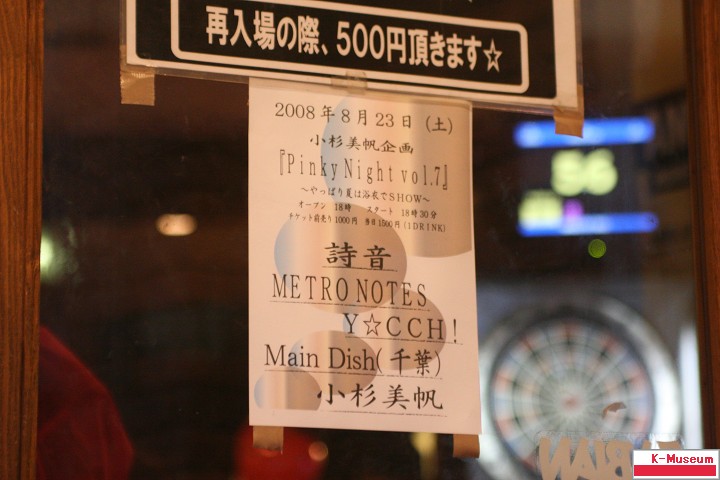 再入場の際、500円頂きます☆
2008年8月23日（土）
小杉美帆企画
『Pinky Night vol.7』
～やっぱり夏は浴衣でSHOW～
オープン 18時 スタート 18時30分
チケット前売り1000円 当日1500円(1DRINK)
詩音
METRO NOTES
Y☆CCH!
Main Dish(千葉)
小杉美帆
56
K-Museum